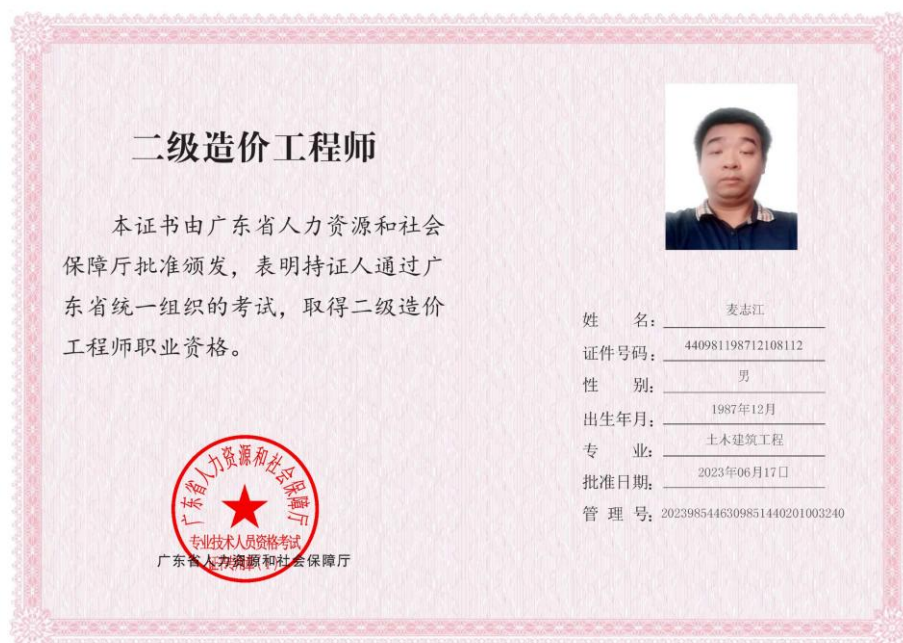 二级造价工程师
本证书由广东省人力资源和社会
保障厅批准颁发，表明持证人通过广
东省统一组织的考试，取得二级造价
工程师职业资格。
广东省人力资源和社会保障厅
专业技术人员资格考试
广东省人力资源和社会保障厅
姓 名：麦志江
证件号码：440981198712108112
性 别：男
出生年月：1987年12月
专 业：土木建筑工程
批准日期：2023年06月17日
管 理 号：20239854463098514402010​03240